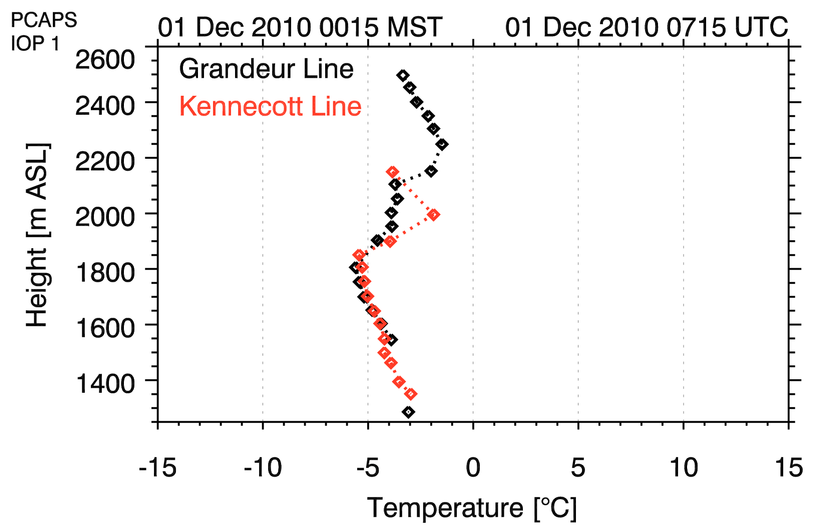 PCAPS
IOP 1
01 Dec 2010 0015 MST 01 Dec 2010 0715 UTC
Grandeur Line
Kennecott Line
Height [m ASL]
2600
2400
2200
2000
1800
1600
1400
-15 -10 -5 0 5 10 15
Temperature [°C]